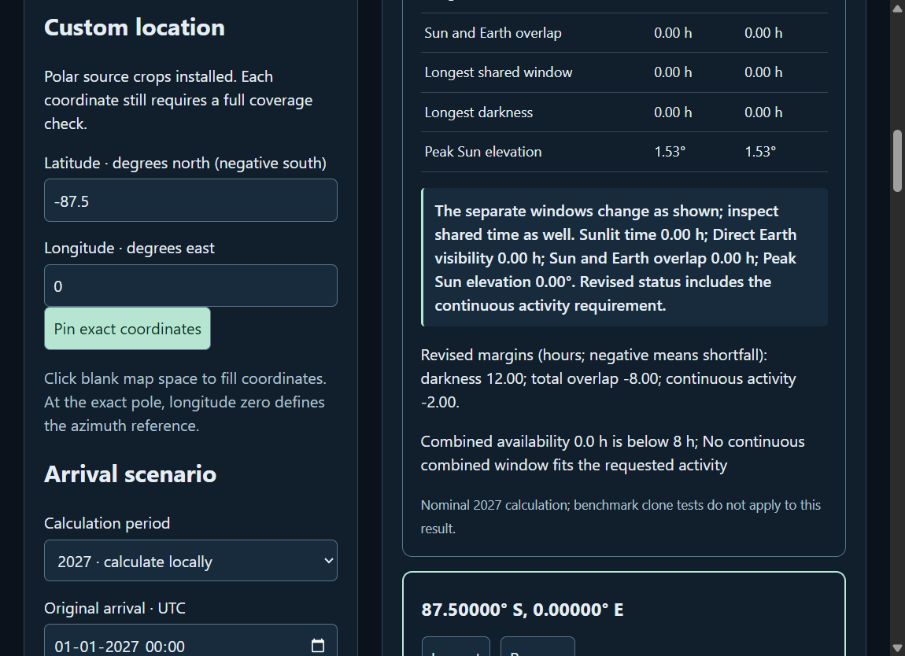 Custom location
Polar source crops installed. Each
coordinate still requires a full coverage
check.
Latitude · degrees north (negative south)
-87.5
Longitude · degrees east
0
Pin exact coordinates
Click blank map space to fill coordinates.
At the exact pole, longitude zero defines
the azimuth reference.
Arrival scenario
Calculation period
2027 · calculate locally
Original arrival · UTC
01-01-2027 00:00
Sun and Earth overlap 0.00 h 0.00 h
Longest shared window 0.00 h 0.00 h
Longest darkness 0.00 h 0.00 h
Peak Sun elevation 1.53° 1.53°
The separate windows change as shown; inspect
shared time as well. Sunlit time 0.00 h; Direct Earth
visibility 0.00 h; Sun and Earth overlap 0.00 h; Peak
Sun elevation 0.00°. Revised status includes the
continuous activity requirement.
Revised margins (hours; negative means shortfall):
darkness 12.00; total overlap -8.00; continuous activity
-2.00.
Combined availability 0.0 h is below 8 h; No continuous
combined window fits the requested activity
Nominal 2027 calculation; benchmark clone tests do not apply to this
result.
87.50000° S, 0.00000° E